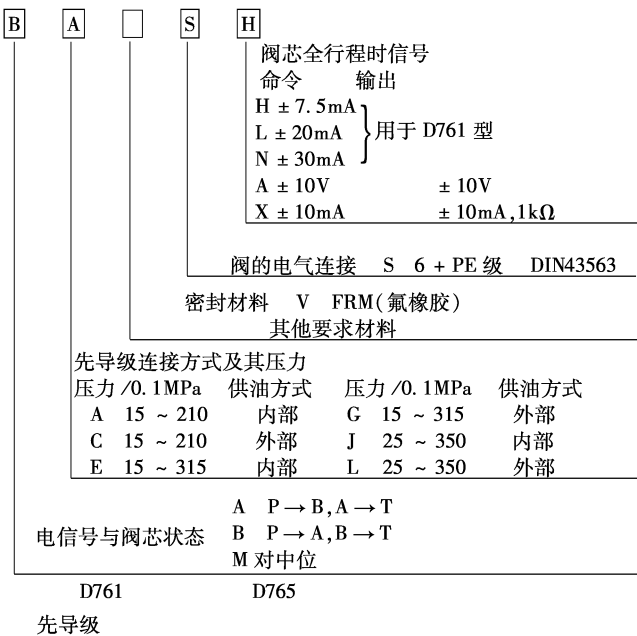 B A S H
阀芯全行程时信号
命令 输出
H ± 7.5mA
L ± 20mA
N ± 30mA
用于 D761 型
A ± 10V ± 10V
X ± 10mA ± 10mA,1kΩ
阀的电气连接 S 6 + PE 级 DIN43563
密封材料 V FRM(氟橡胶)
其他要求材料
先导级连接方式及其压力
压力/0.1MPa 供油方式 压力/0.1MPa 供油方式
A 15 ~ 210 内部 G 15 ~ 315 外部
C 15 ~ 210 外部 J 25 ~ 350 内部
E 15 ~ 315 内部 L 25 ~ 350 外部
A P→B,A→T
电信号与阀芯状态 B P→A,B→T
M 对中位
D761 D765
先导级